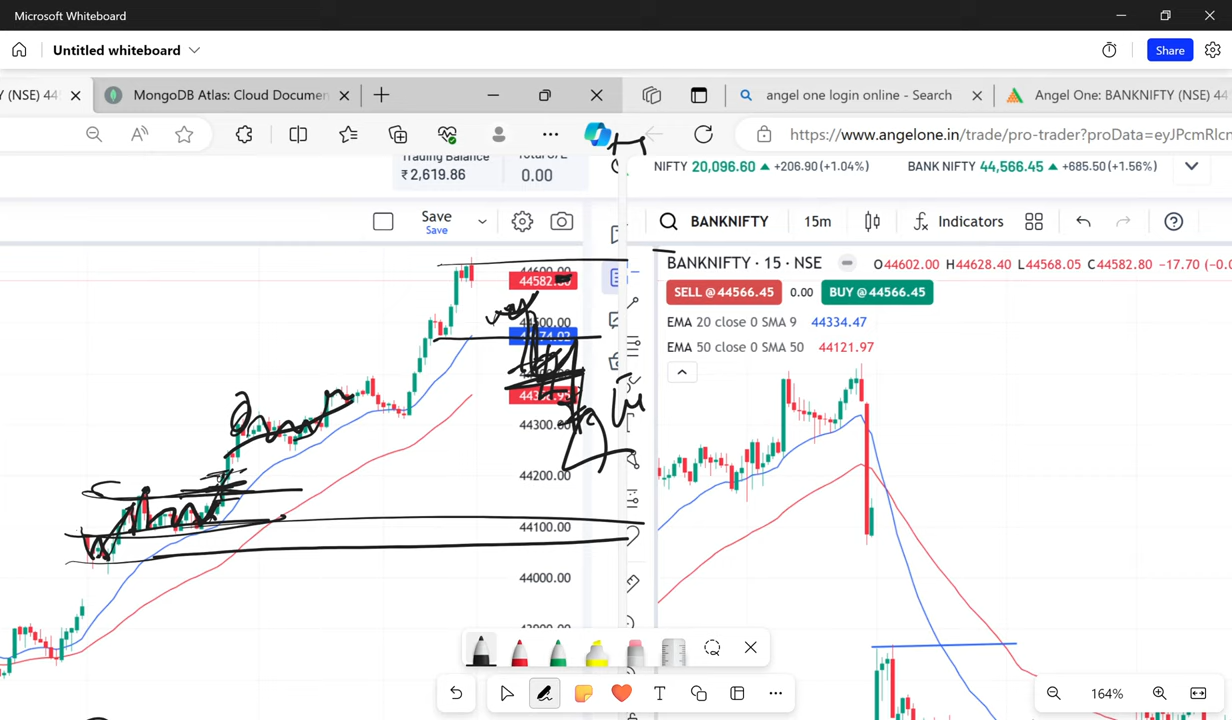 Microsoft Whiteboard
Untitled whiteboard
Share
Y (NSE) 44
MongoDB Atlas: Cloud Documen
angel one login online - Search
Angel One: BANKNIFTY (NSE) 44
https://www.angelone.in/trade/pro-trader?proData=eyJPcmRlcn
Trading Balance
₹ 2,619.86
0.00
NIFTY 20,096.60 +206.90 (+1.04%)
BANK NIFTY 44,566.45 +685.50 (+1.56%)
Save
Save
BANKNIFTY
15m
Indicators
BANKNIFTY · 15 · NSE
O44602.00 H44628.40 L44568.05 C44582.80 -17.70 (-0.0
SELL @ 44566.45
0.00
BUY @ 44566.45
EMA 20 close 0 SMA 9 44334.47
EMA 50 close 0 SMA 50 44121.97
44600.00
44500.00
44300.00
44200.00
44100.00
44000.00
164%